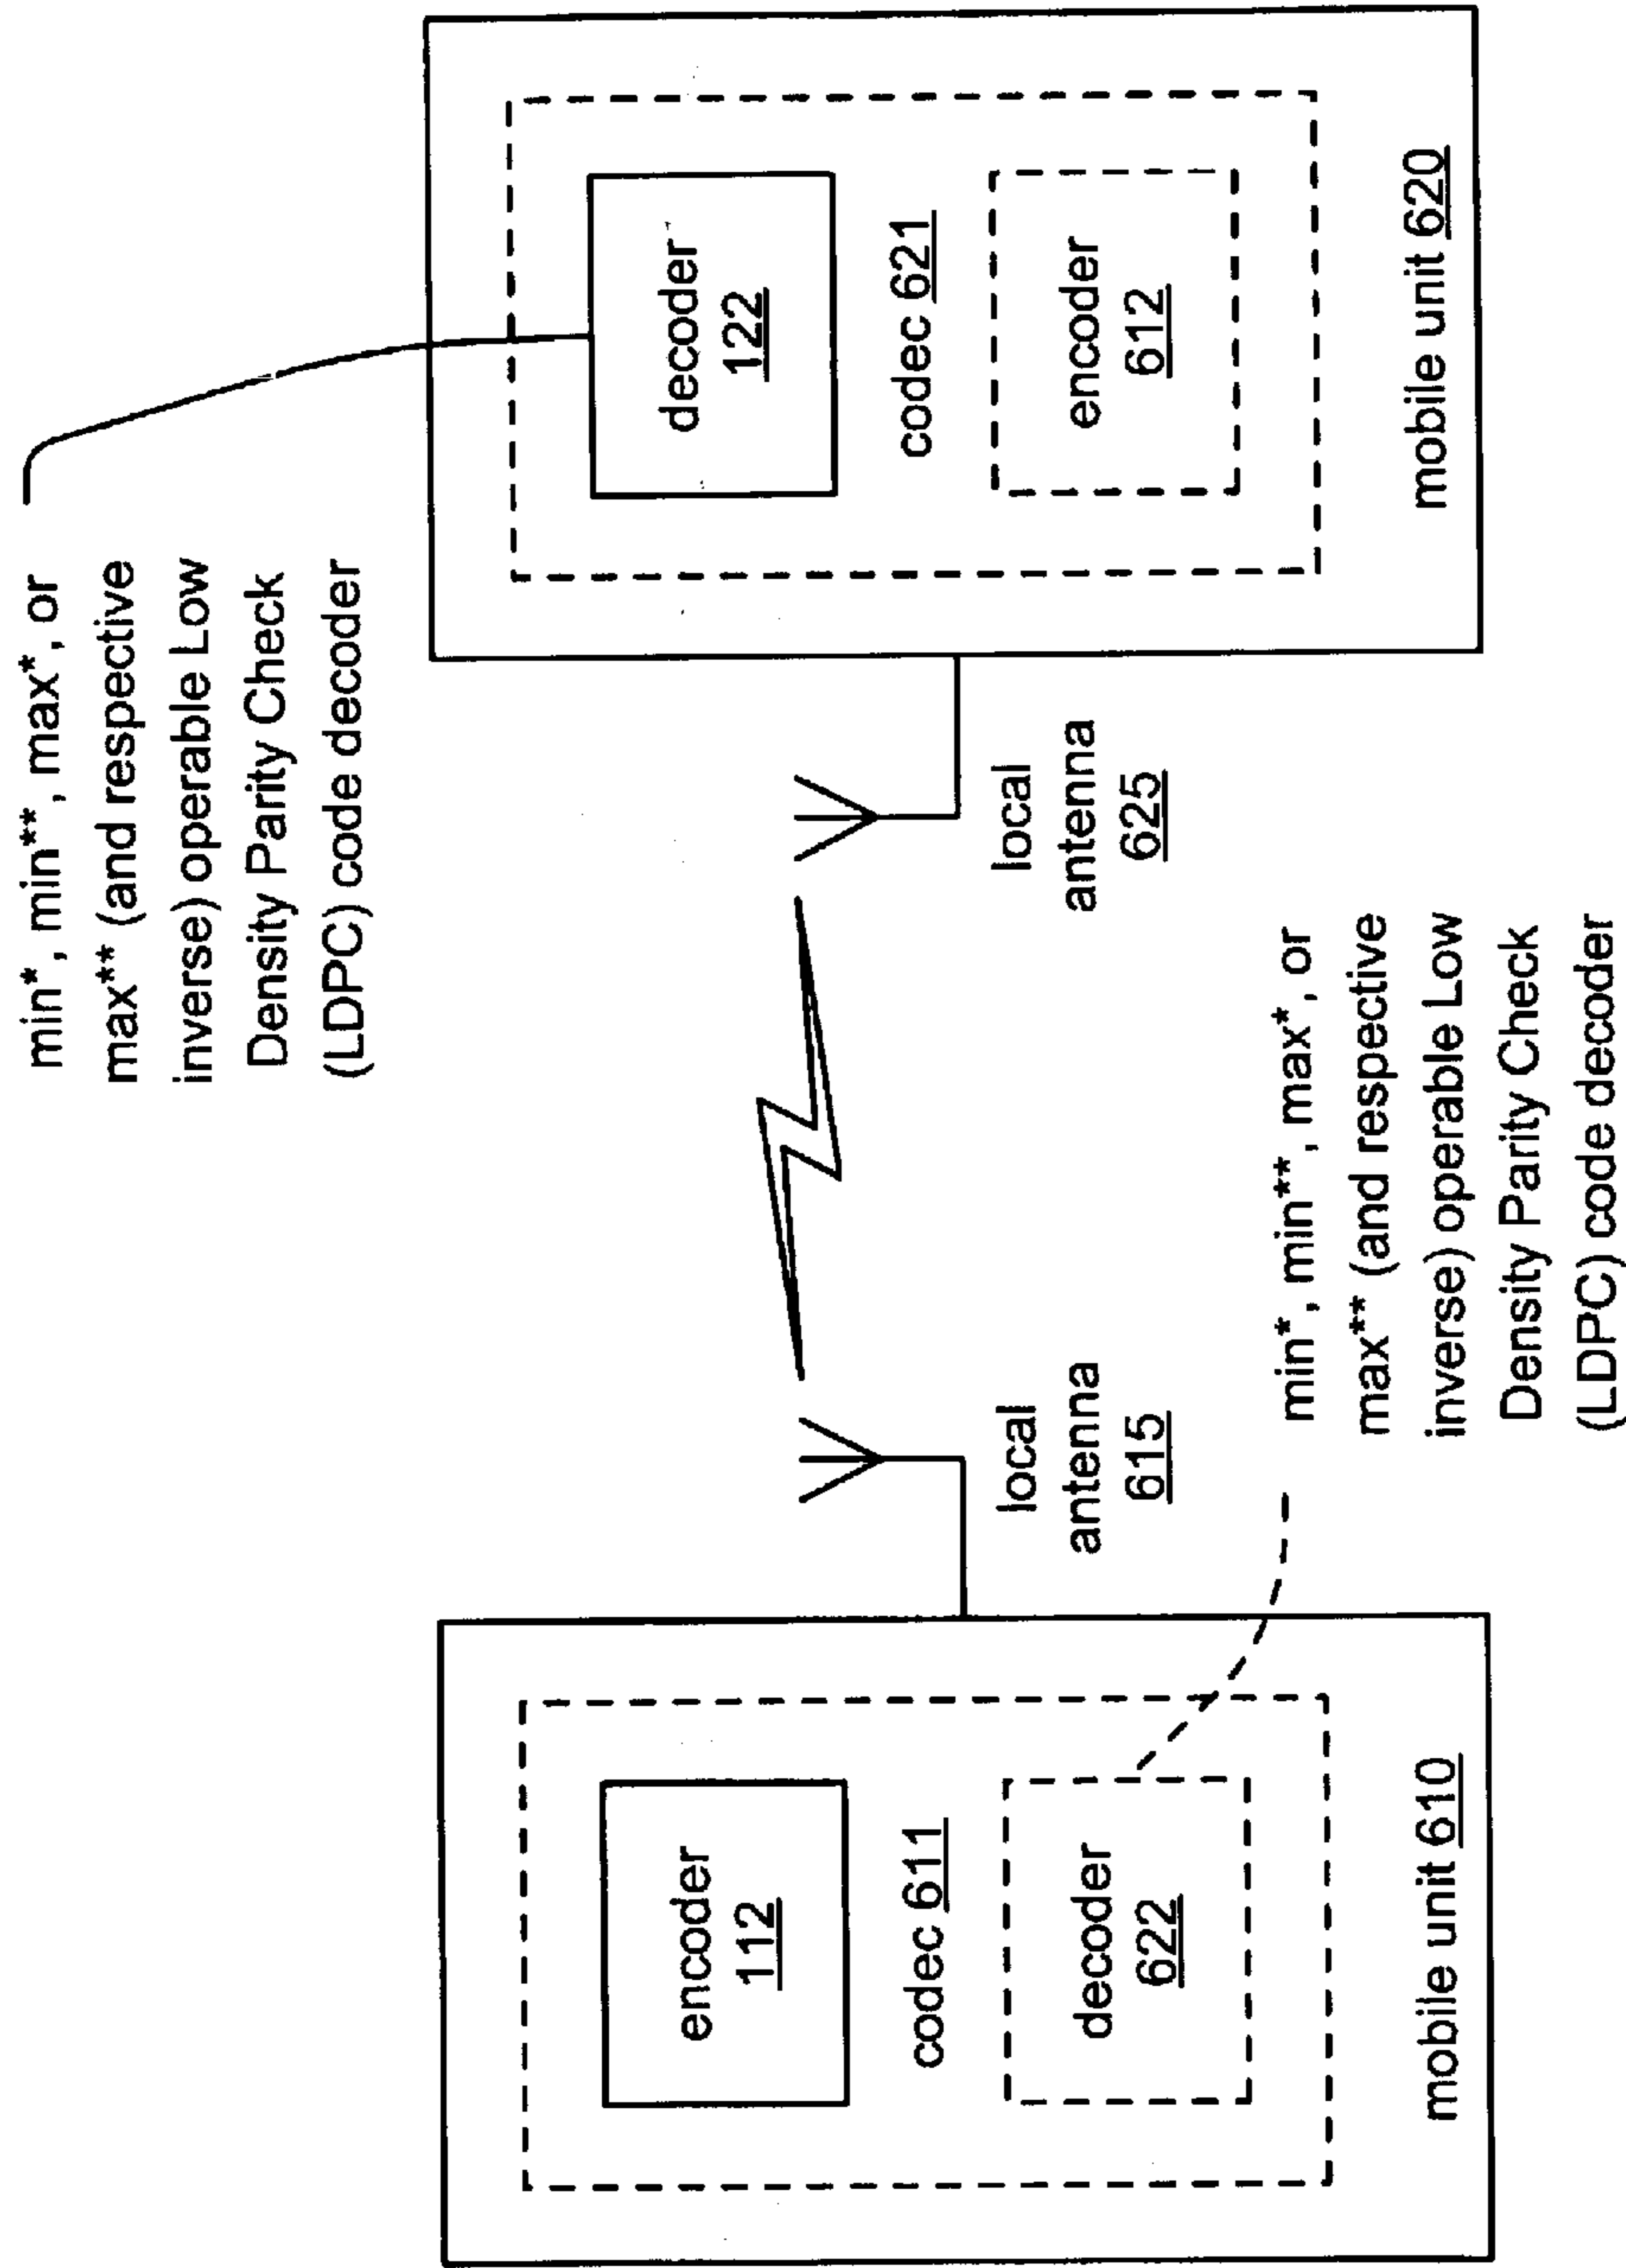 min*, min**, max*, or
max** (and respective
inverse) operable Low
Density Parity Check
(LDPC) code decoder
encoder
112
codec 611
decoder
622
mobile unit 610
local
antenna
615
local
antenna
625
decoder
122
codec 621
encoder
612
mobile unit 620
min*, min**, max*, or
max** (and respective
inverse) operable Low
Density Parity Check
(LDPC) code decoder